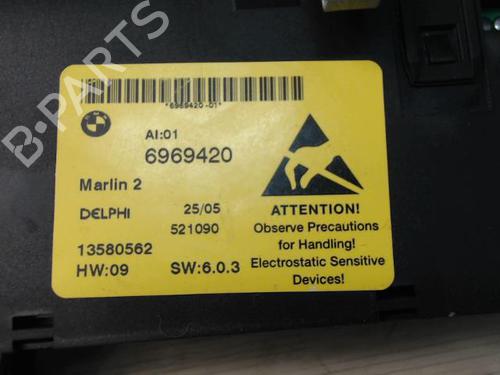 *6969420-01*
AI:01
6969420
Marlin 2
DELPHI 25/05
521090
13580562
HW:09 SW:6.0.3
ATTENTION!
Observe Precautions
for Handling!
Electrostatic Sensitive
Devices!
B-PARTS
B-PARTS